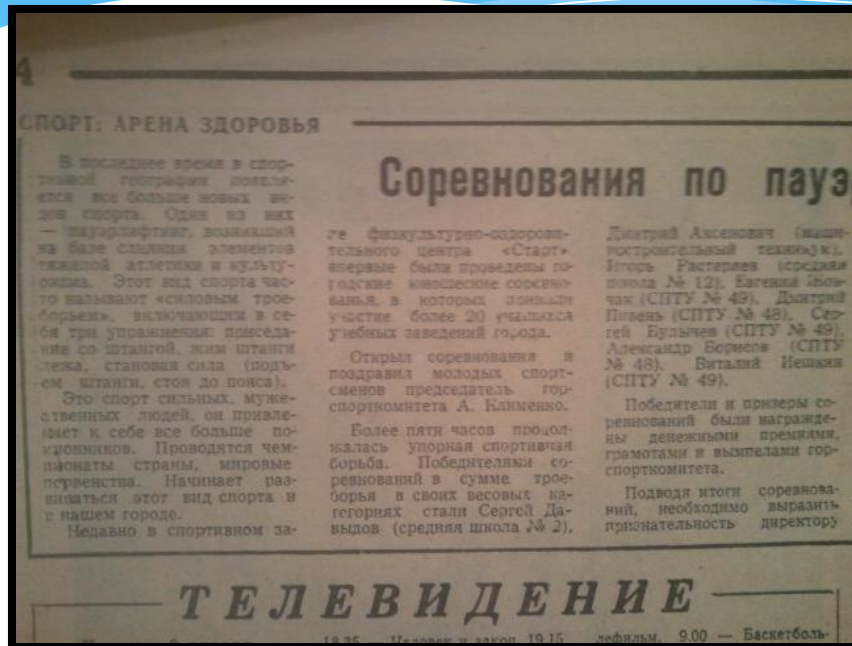 4
СПОРТ: АРЕНА ЗДОРОВЬЯ
Соревнования по пауэ
В последнее время в спор-
тивной географии появля-
ется все больше новых ви-
дов спорта. Один из них
— пауэрлифтинг, возникший
на базе слияния элементов
тяжелой атлетики и культу-
ризма. Этот вид спорта час-
то называют «силовым трое-
борьем», включающим в се-
бя три упражнения: приседа-
ние со штангой, жим штанги
лежа, становая сила (подъ-
ем штанги, стоя до пояса).
Это спорт сильных, муже-
ственных людей, он привле-
кает к себе все больше по-
клонников. Проводятся чем-
пионаты страны, мировые
первенства. Начинает раз-
виваться этот вид спорта и
в нашем городе.
Недавно в спортивном за-
ле физкультурно-оздорови-
тельного центра «Старт»
впервые были проведены го-
родские юношеские соревно-
вания, в которых приняли
участие более 20 учащихся
учебных заведений города.
Открыл соревнования и
поздравил молодых спорт-
сменов председатель гор-
спорткомитета А. Клименко.
Более пяти часов продол-
жалась упорная спортивная
борьба. Победителями со-
ревнований в сумме трое-
борья в своих весовых ка-
тегориях стали Сергей Да-
выдов (средняя школа № 2),
Дмитрий Аксенович (маши-
ностроительный техникум),
Игорь Растеряев (средняя
школа № 12), Евгений
(СПТУ № 49), Дмитрий
Пивень (СПТУ № 48), Сер-
гей Булычев (СПТУ № 49),
Александр Борисов (СПТУ
№ 48), Виталий Иешкин
(СПТУ № 49).
Победители и призеры со-
ревнований были награжде-
ны денежными премиями,
грамотами и вымпелами гор-
спорткомитета.
Подводя итоги соревнова-
ний, необходимо выразить
признательность директору
ТЕЛЕВИДЕНИЕ
18.25 — Человек и закон. 19.15
лефильм. 9.00 — Баскетболь-